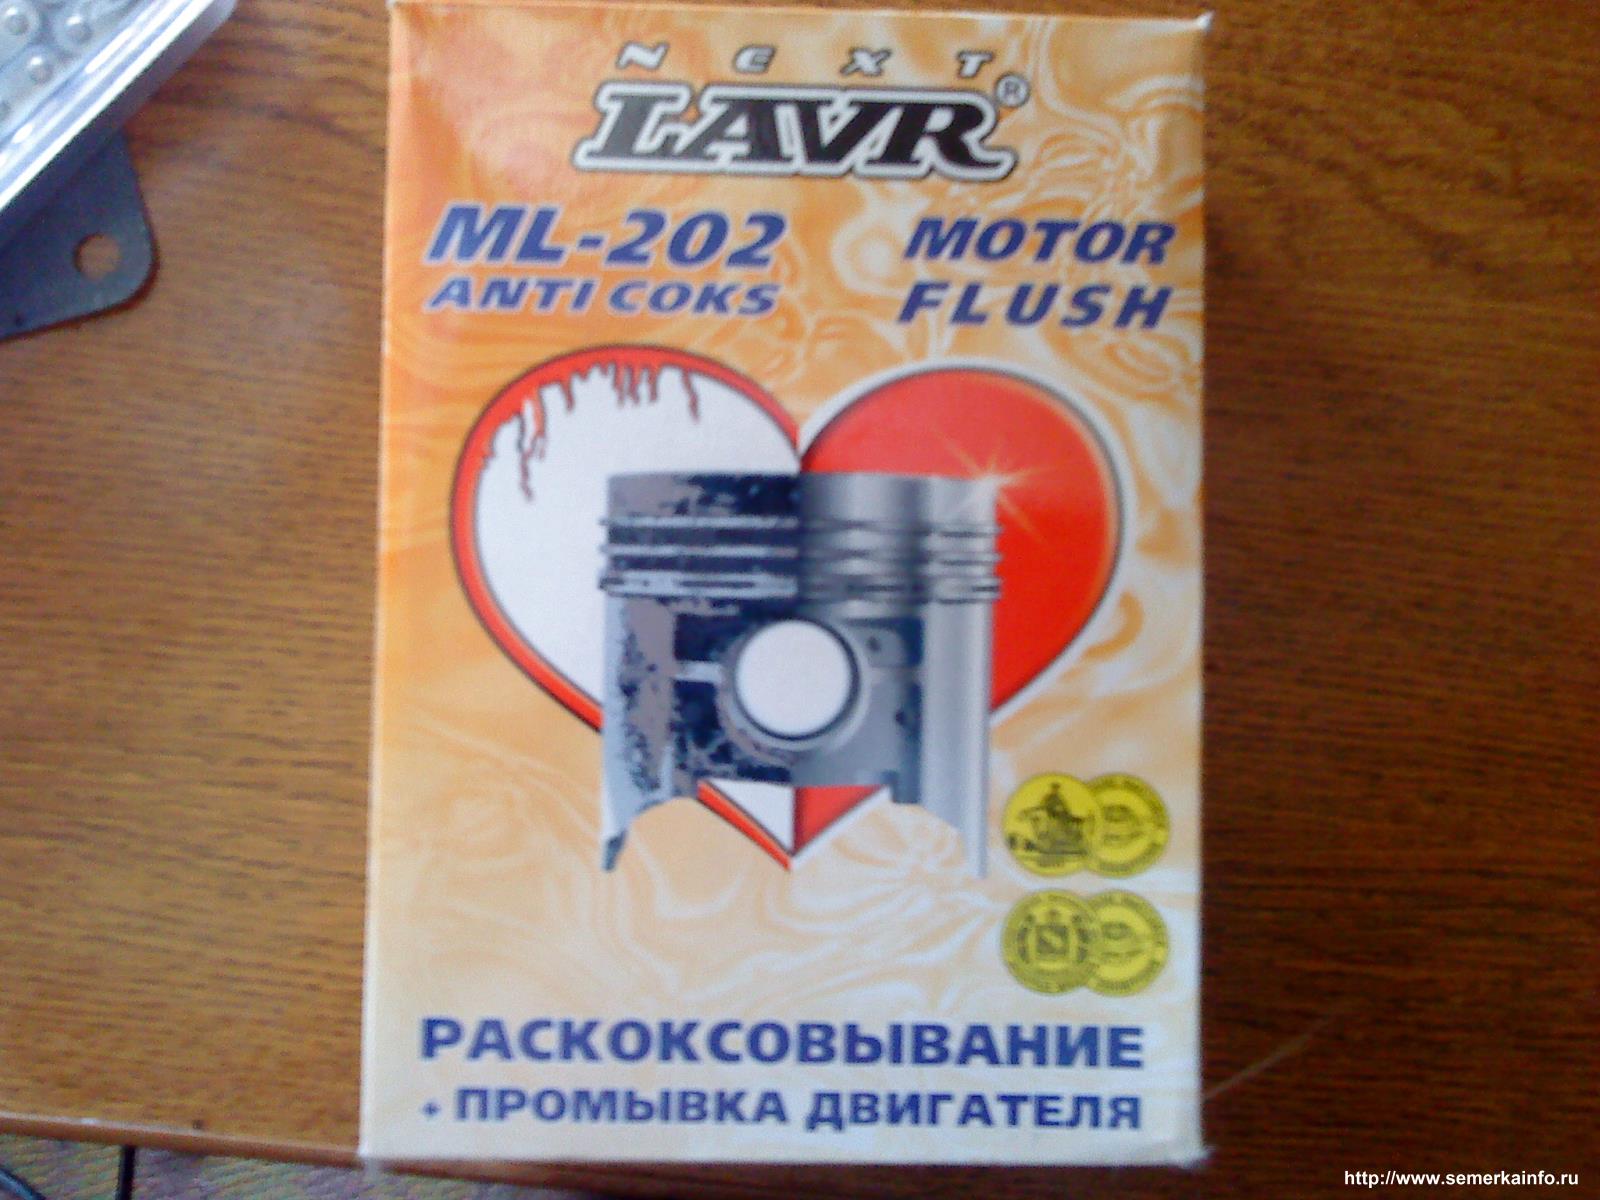 NEXT
LAVR®
ML-202
ANTI COKS
MOTOR
FLUSH
РАСКОКСОВЫВАНИЕ
+ ПРОМЫВКА ДВИГАТЕЛЯ
http://www.semerkainfo.ru